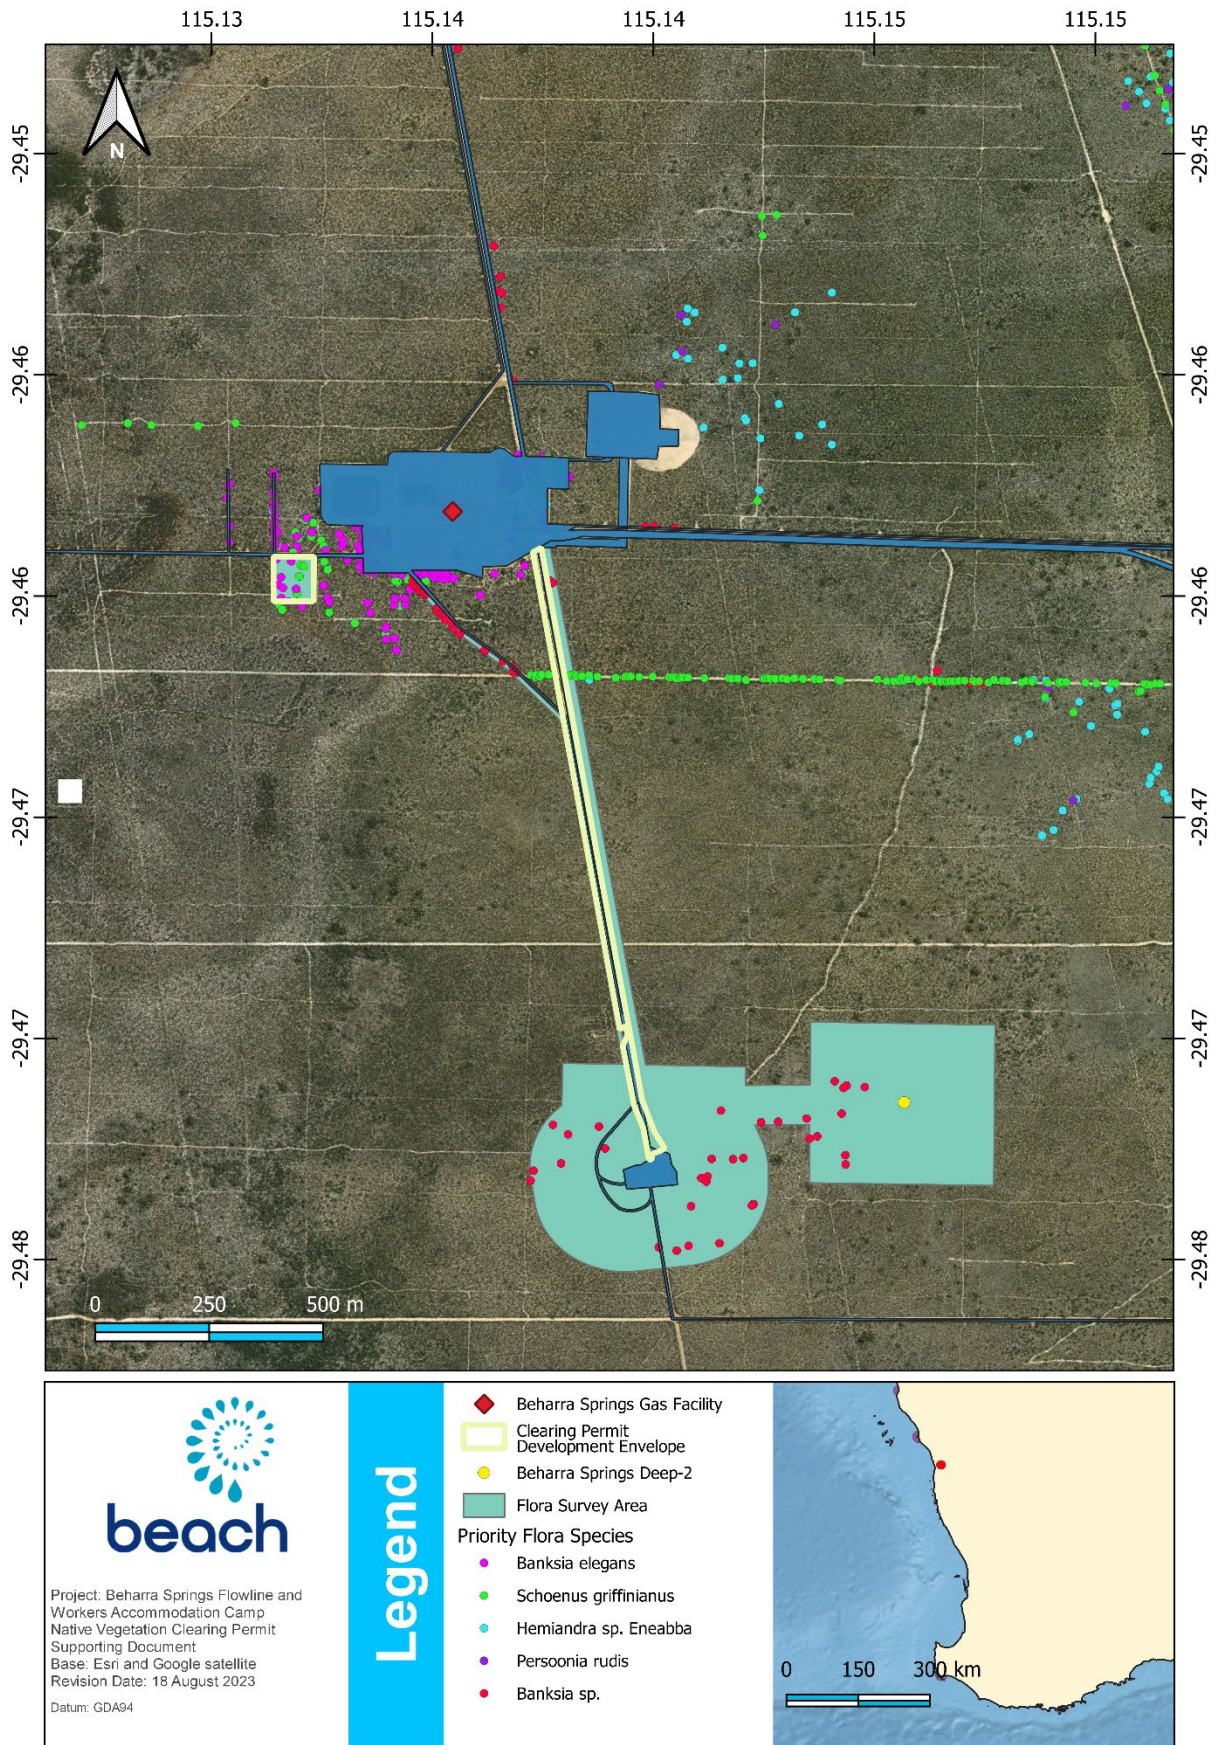 115.13 115.14 115.14 115.15 115.15
-29.45 -29.45
N
-29.46 -29.46
-29.46 -29.46
-29.47 -29.47
-29.47 -29.47
-29.48 -29.48
0 250 500 m
beach
Project: Beharra Springs Flowline and
Workers Accommodation Camp
Native Vegetation Clearing Permit
Supporting Document
Base: Esri and Google satellite
Revision Date: 18 August 2023
Datum: GDA94
Legend
Beharra Springs Gas Facility
Clearing Permit
Development Envelope
Beharra Springs Deep-2
Flora Survey Area
Priority Flora Species
Banksia elegans
Schoenus griffinianus
Hemiandra sp. Eneabba
Persoonia rudis
Banksia sp.
0 150 300 km